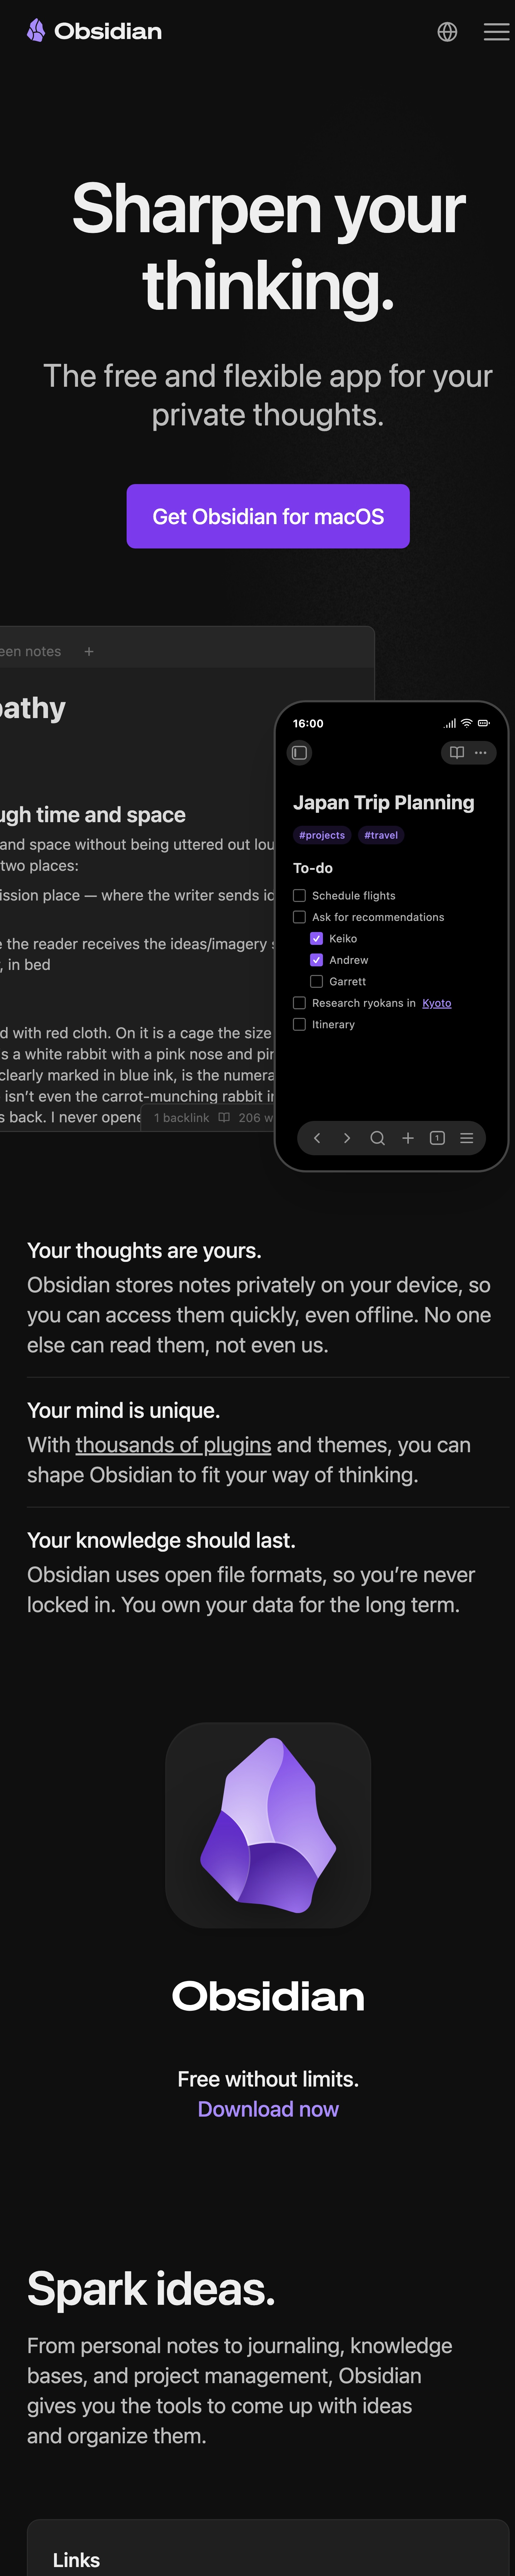 Obsidian
Sharpen your
thinking.
The free and flexible app for your
private thoughts.
Get Obsidian for macOS
een notes +
pathy
ugh time and space
and space without being uttered out lou
two places:
ission place — where the writer sends id
e the reader receives the ideas/imagery s
, in bed
d with red cloth. On it is a cage the size
s a white rabbit with a pink nose and pin
clearly marked in blue ink, is the numera
isn't even the carrot-munching rabbit in
s back. I never opene
1 backlink 206 w
16:00
Japan Trip Planning
#projects #travel
To-do
Schedule flights
Ask for recommendations
Keiko
Andrew
Garrett
Research ryokans in Kyoto
Itinerary
1
Your thoughts are yours.
Obsidian stores notes privately on your device, so
you can access them quickly, even offline. No one
else can read them, not even us.
Your mind is unique.
With thousands of plugins and themes, you can
shape Obsidian to fit your way of thinking.
Your knowledge should last.
Obsidian uses open file formats, so you're never
locked in. You own your data for the long term.
Obsidian
Free without limits.
Download now
Spark ideas.
From personal notes to journaling, knowledge
bases, and project management, Obsidian
gives you the tools to come up with ideas
and organize them.
Links